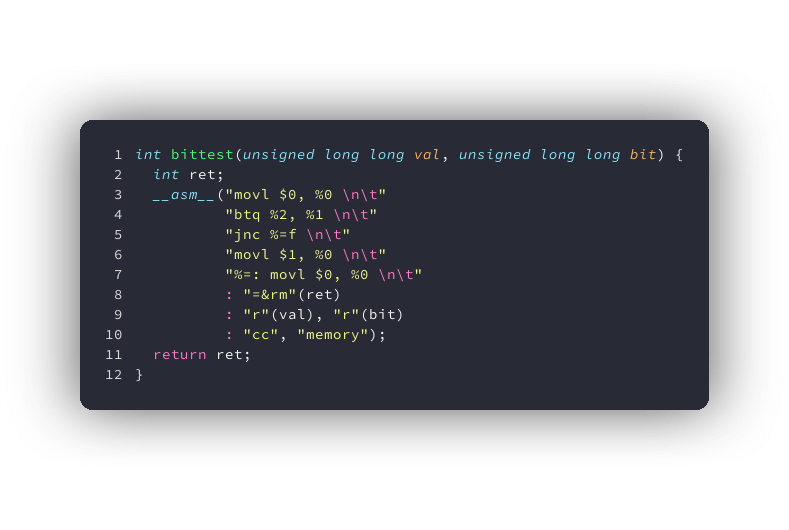 1 int bittest(unsigned long long val, unsigned long long bit) {
2   int ret;
3   __asm__("movl $0, %0 \n\t"
4           "btq %2, %1 \n\t"
5           "jnc %=f \n\t"
6           "movl $1, %0 \n\t"
7           "%=: movl $0, %0 \n\t"
8           : "=&rm"(ret)
9           : "r"(val), "r"(bit)
10           : "cc", "memory");
11   return ret;
12 }